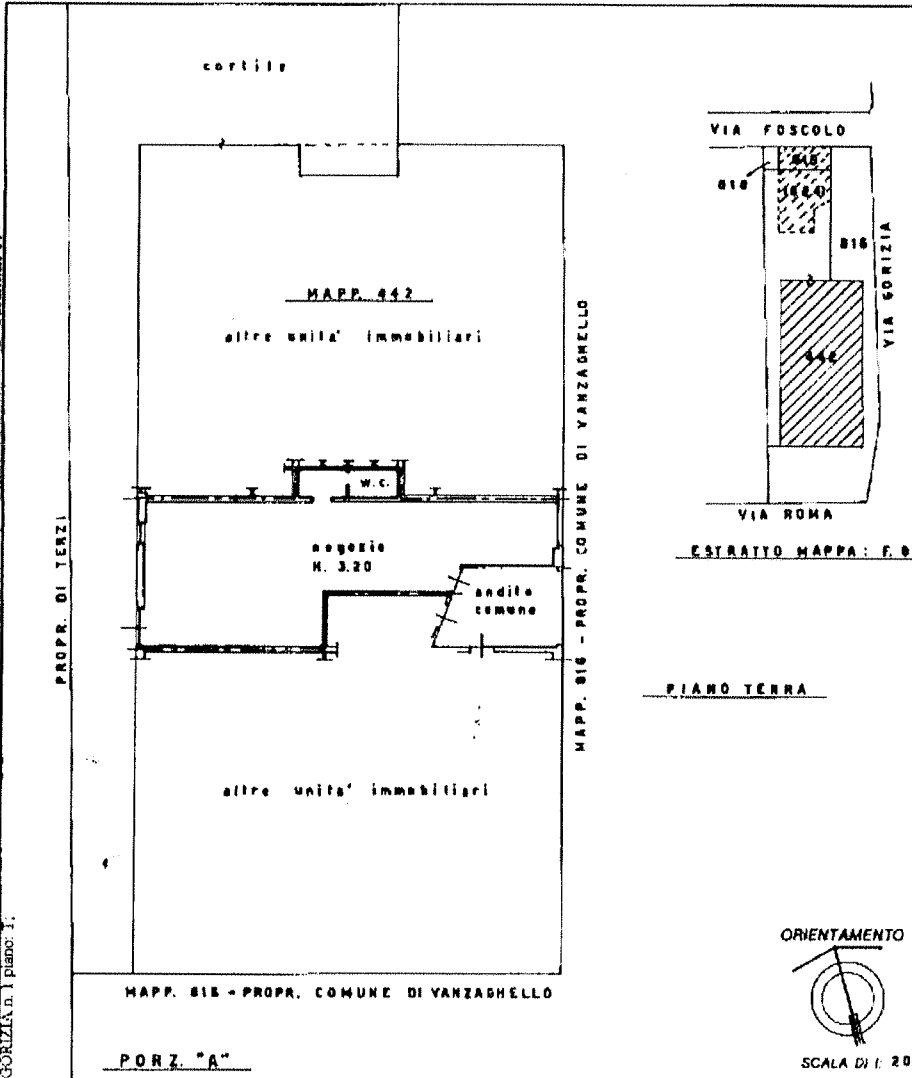 cortile
VIA FOSCOLO
818
(824)
816
VIA GORIZIA
MAPP. 442
altre unita' immobiliari
442
MAPP. 816 - PROPR. COMUNE DI VANZAGHELLO
W.C.
VIA ROMA
ESTRATTO MAPPA: F. 8
PROPR. DI TERZI
negozio
H. 3.20
andito
comune
PIANO TERRA
altre unita' immobiliari
GORIZIA n. 1 piano: T;
ORIENTAMENTO
MAPP. 816 - PROPR. COMUNE DI VANZAGHELLO
PORZ. "A"
SCALA DI 1: 20